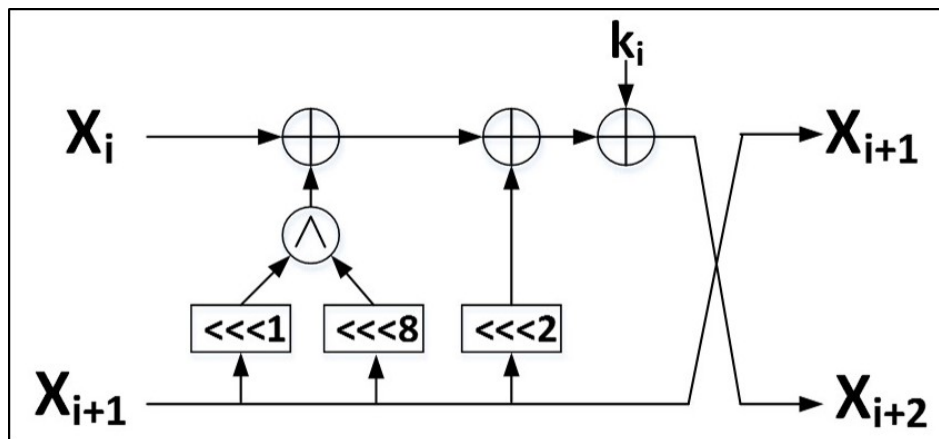 kᵢ
Xᵢ
Xᵢ₊₁
∧
<<<1 <<<8 <<<2
Xᵢ₊₁
Xᵢ₊₂